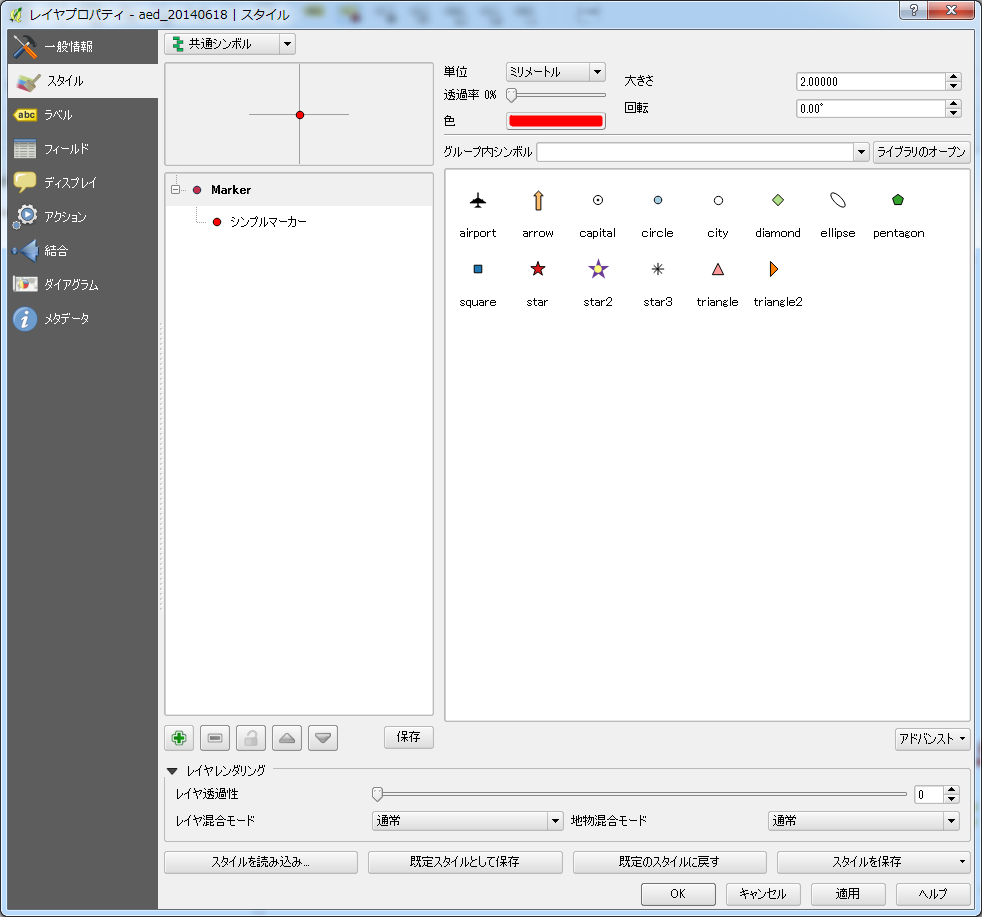 レイヤプロパティ - aed_20140618 | スタイル
一般情報
スタイル
abc ラベル
フィールド
ディスプレイ
アクション
結合
ダイアグラム
メタデータ
共通シンボル
単位 ミリメートル
透過率 0%
色
大きさ 2.00000
回転 0.00°
グループ内シンボル ライブラリのオープン
Marker
シンプルマーカー
airport arrow capital circle city diamond ellipse pentagon
square star star2 star3 triangle triangle2
保存
アドバンスト
レイヤレンダリング
レイヤ透過性 0
レイヤ混合モード 通常 地物混合モード 通常
スタイルを読み込み... 既定スタイルとして保存 既定のスタイルに戻す スタイルを保存
OK キャンセル 適用 ヘルプ